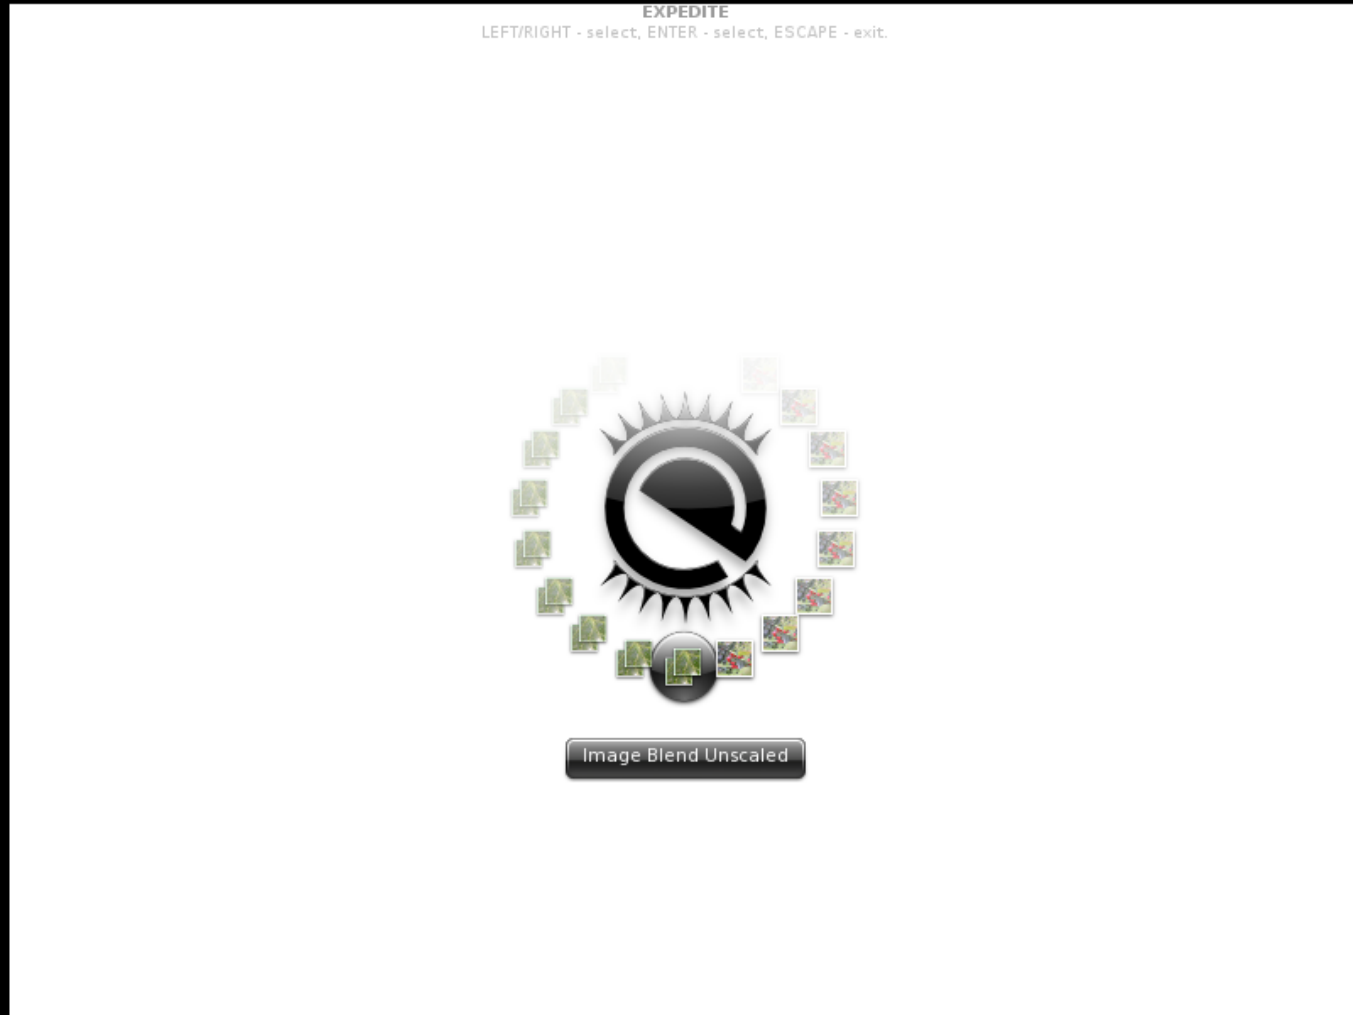 EXPEDITE
LEFT/RIGHT - select, ENTER - select, ESCAPE - exit.
Image Blend Unscaled